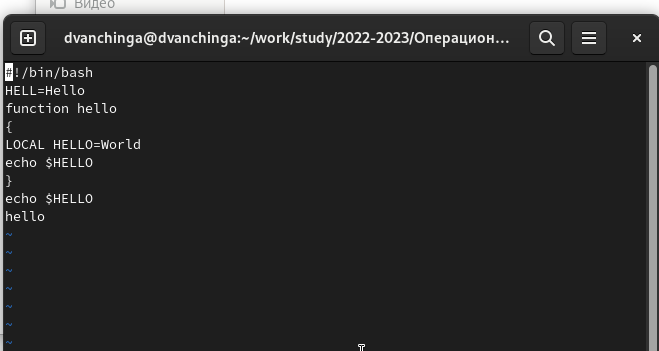 Видео
dvanchinga@dvanchinga:~/work/study/2022-2023/Операцион...
#!/bin/bash
HELL=Hello
function hello
{
LOCAL HELLO=World
echo $HELLO
}
echo $HELLO
hello
~
~
~
~
~
~
~